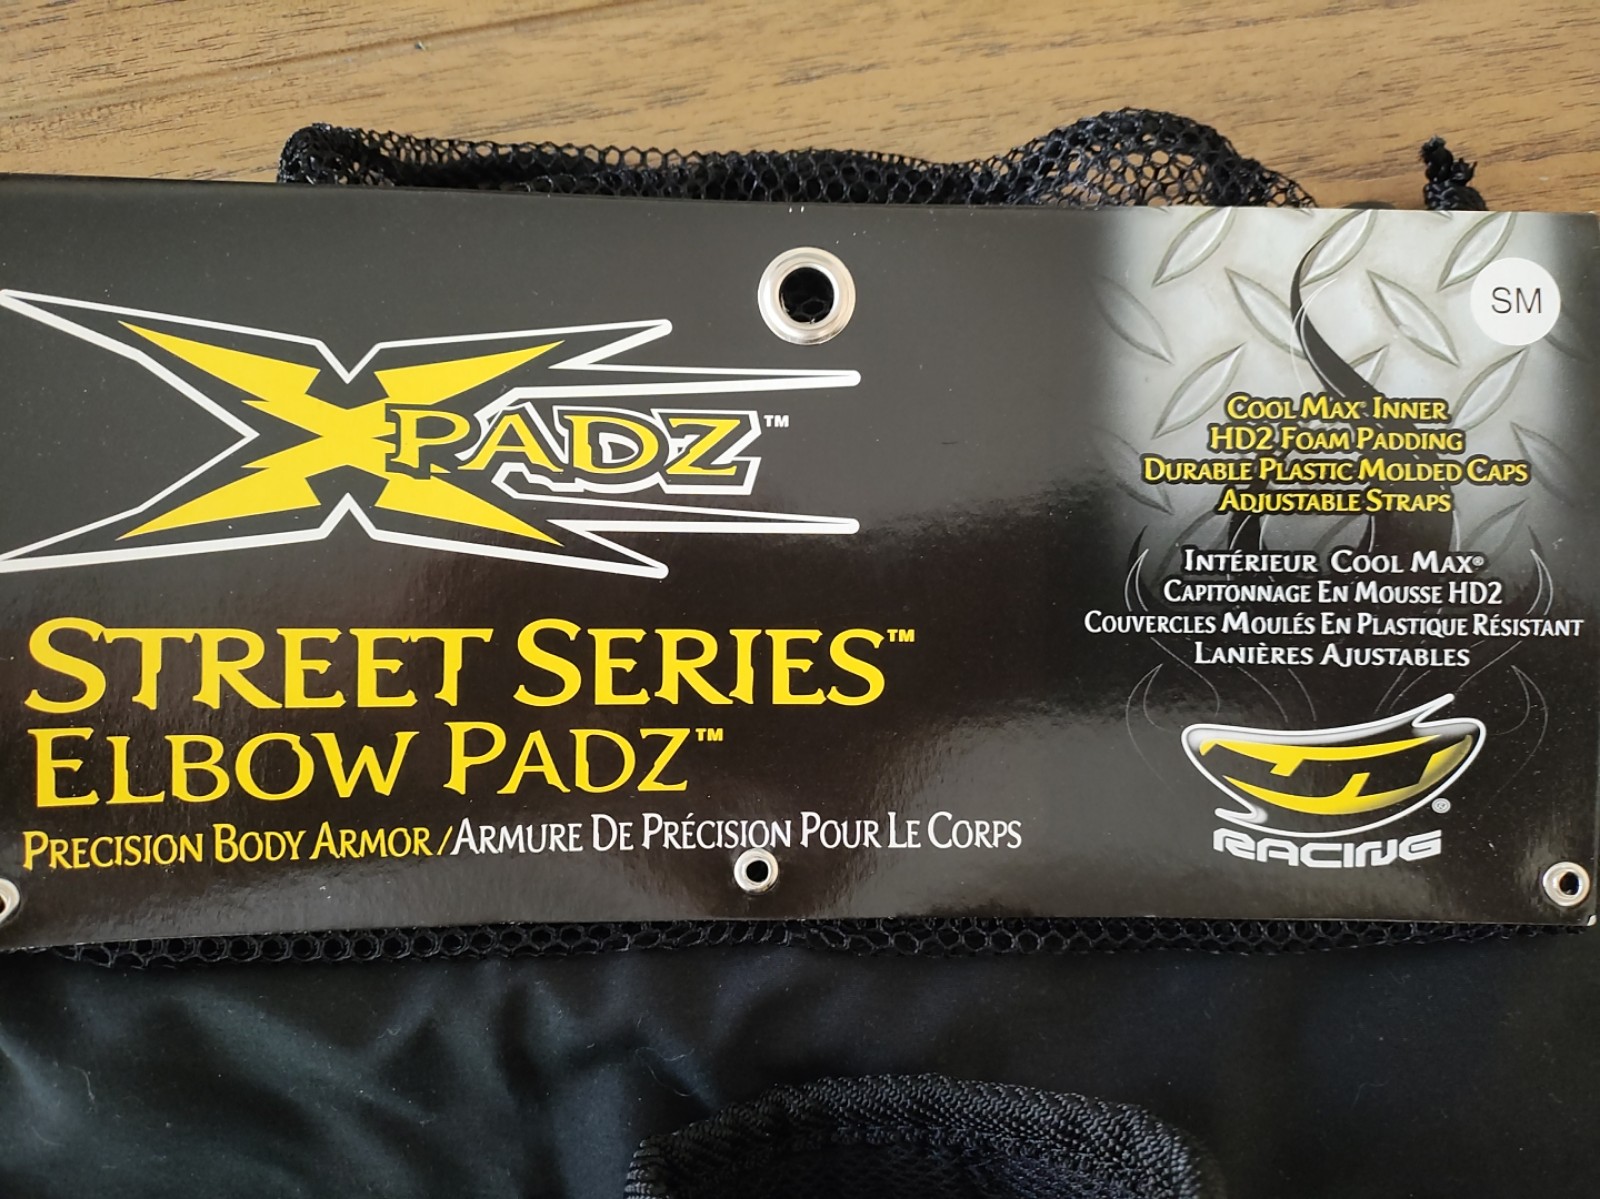 XPADZ™
STREET SERIES™
ELBOW PADZ™
PRECISION BODY ARMOR/ARMURE DE PRÉCISION POUR LE CORPS
SM
COOL MAX® INNER
HD2 FOAM PADDING
DURABLE PLASTIC MOLDED CAPS
ADJUSTABLE STRAPS
INTÉRIEUR COOL MAX®
CAPITONNAGE EN MOUSSE HD2
COUVERCLES MOULÉS EN PLASTIQUE RÉSISTANT
LANIÈRES AJUSTABLES
RACING